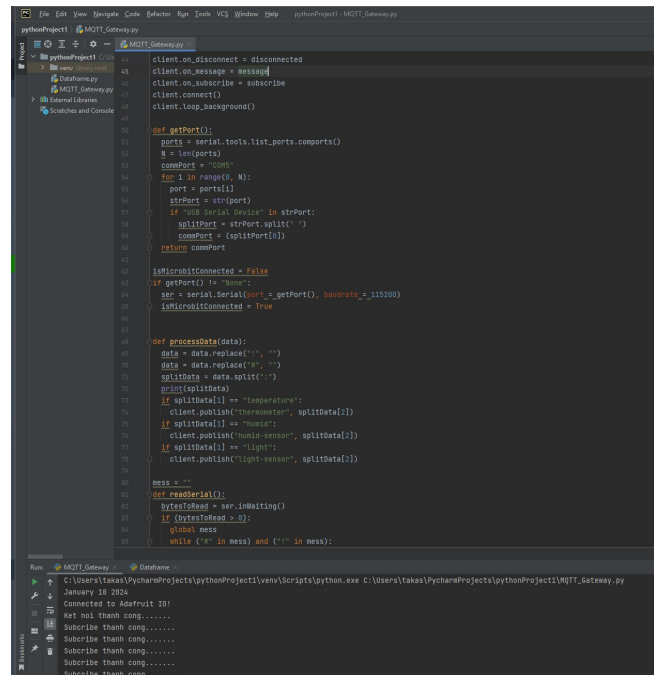 PC File Edit View Navigate Code Refactor Run Tools VCS Window Help pythonProject1 - MQTT_Gateway.py
pythonProject1 MQTT_Gateway.py
Project
pythonProject1
venv library root
Dataframe.py
MQTT_Gateway.py
External Libraries
Scratches and Console
MQTT_Gateway.py
44 client.on_disconnect = disconnected
45 client.on_message = message
46 client.on_subscribe = subscribe
47 client.connect()
48 client.loop_background()
49
50 def getPort():
51 ports = serial.tools.list_ports.comports()
52 N = len(ports)
53 commPort = "COM5"
54 for i in range(0, N):
55 port = ports[i]
56 strPort = str(port)
57 if "USB Serial Device" in strPort:
58 splitPort = strPort.split(" ")
59 commPort = (splitPort[0])
60 return commPort
61
62 isMicrobitConnected = False
63 if getPort() != "None":
64 ser = serial.Serial(port = getPort(), baudrate = 115200)
65 isMicrobitConnected = True
66
67
68 def processData(data):
69 data = data.replace("!", "")
70 data = data.replace("#", "")
71 splitData = data.split(":")
72 print(splitData)
73 if splitData[1] == "temperature":
74 client.publish("thermometer", splitData[2])
75 if splitData[1] == "humid":
76 client.publish("humid-sensor", splitData[2])
77 if splitData[1] == "light":
78 client.publish("light-sensor", splitData[2])
79
80 mess = ""
81 def readSerial():
82 bytesToRead = ser.inWaiting()
83 if (bytesToRead > 0):
84 global mess
85 while ("#" in mess) and ("!" in mess):
Run: MQTT_Gateway Dataframe
C:\Users\takas\PycharmProjects\pythonProject1\venv\Scripts\python.exe C:\Users\takas\PycharmProjects\pythonProject1\MQTT_Gateway.py
January 18 2024
Connected to Adafruit IO!
Ket noi thanh cong.......
Subcribe thanh cong.......
Subcribe thanh cong.......
Subcribe thanh cong.......
Subcribe thanh cong.......
Subcribe thanh cong
Bookmarks